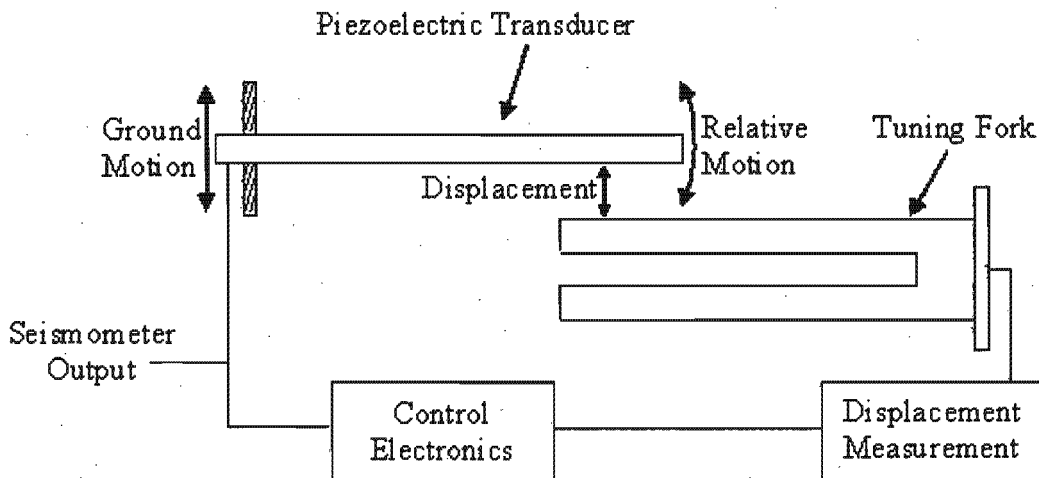 Piezoelectric Transducer
Ground
Motion
Relative
Motion
Tuning Fork
Displacement
Seismometer
Output
Control
Electronics
Displacement
Measurement